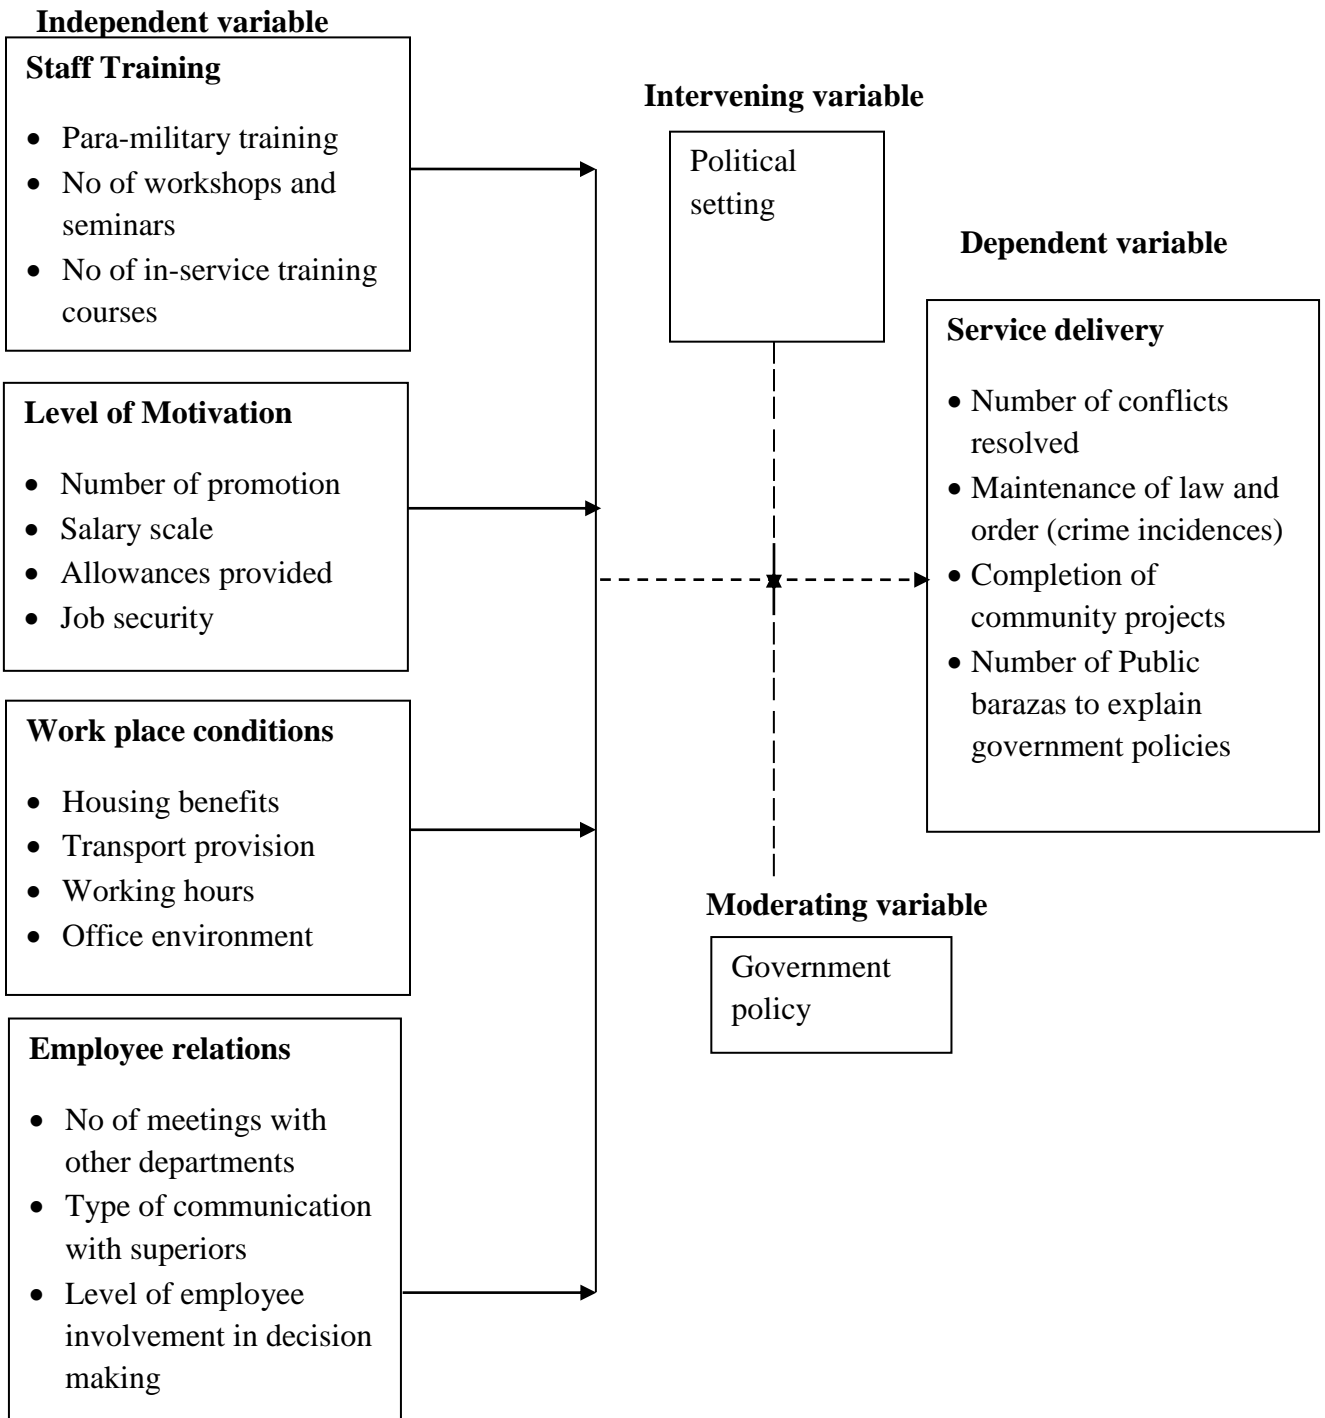 Independent variable
Staff Training
• Para-military training
• No of workshops and
seminars
• No of in-service training
courses
Level of Motivation
• Number of promotion
• Salary scale
• Allowances provided
• Job security
Work place conditions
• Housing benefits
• Transport provision
• Working hours
• Office environment
Employee relations
• No of meetings with
other departments
• Type of communication
with superiors
• Level of employee
involvement in decision
making
Intervening variable
Political
setting
Moderating variable
Government
policy
Dependent variable
Service delivery
• Number of conflicts
resolved
• Maintenance of law and
order (crime incidences)
• Completion of
community projects
• Number of Public
barazas to explain
government policies